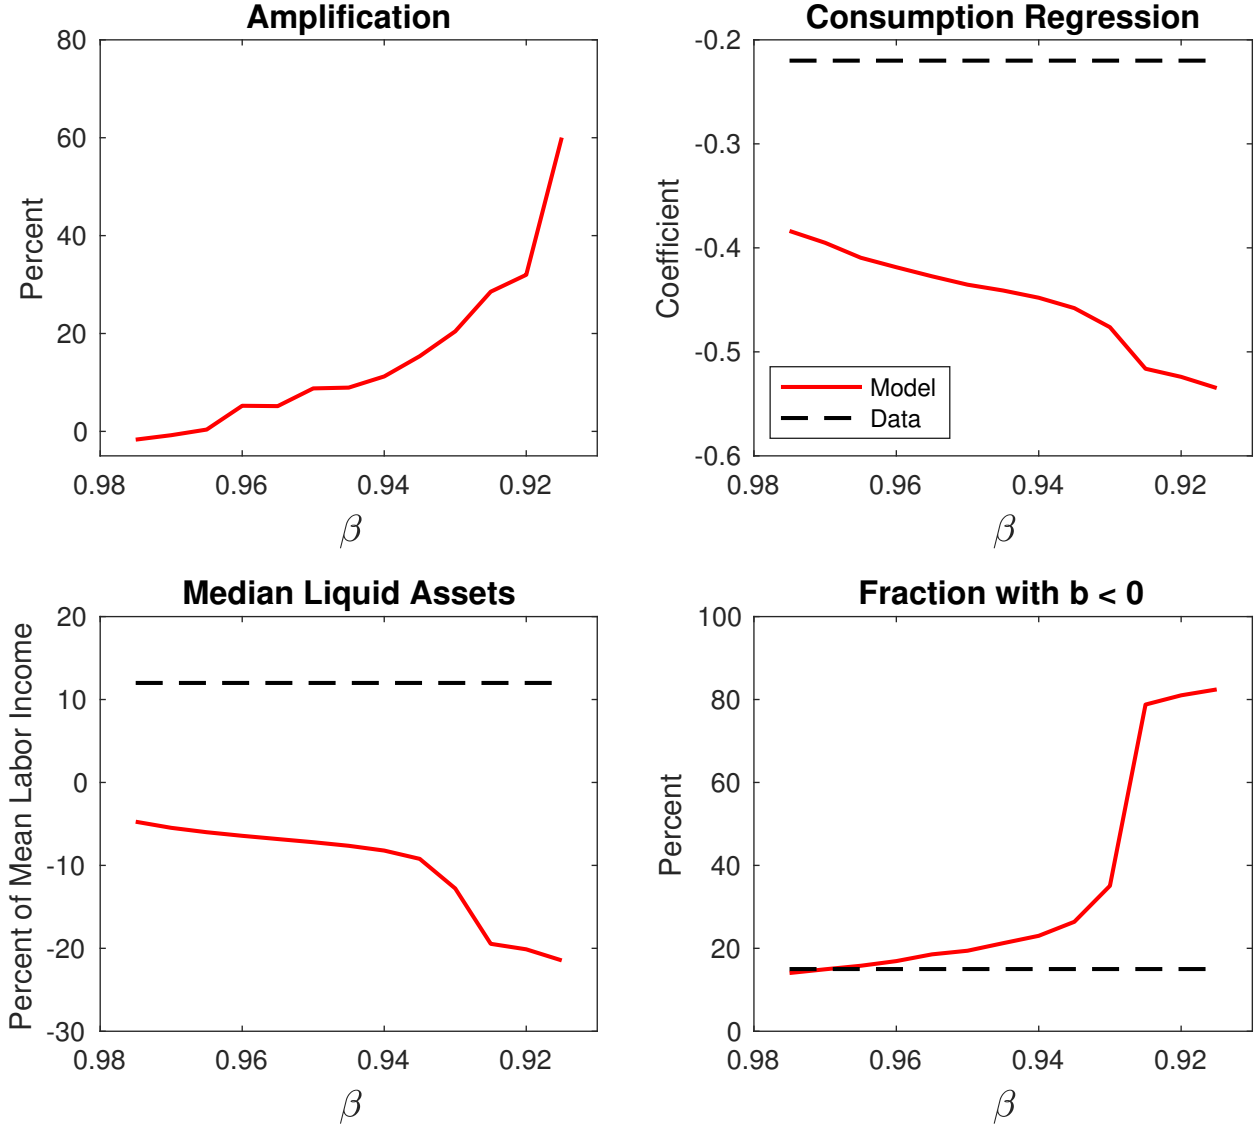 Amplification
80
60
40
20
0
Percent
0.98
0.96
0.94
0.92
β
Consumption Regression
-0.2
-0.3
-0.4
-0.5
-0.6
Coefficient
Model
Data
0.98
0.96
0.94
0.92
β
Median Liquid Assets
20
10
0
-10
-20
-30
Percent of Mean Labor Income
0.98
0.96
0.94
0.92
β
Fraction with b < 0
100
80
60
40
20
0
Percent
0.98
0.96
0.94
0.92
β